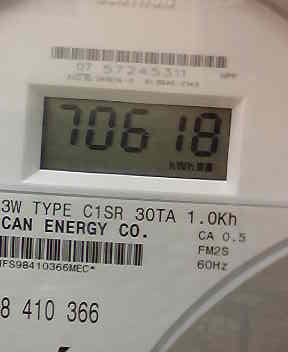 07 57245311
70618
KWH
3W TYPE C1SR 30TA 1.0Kh
CAN ENERGY CO.
CA 0.5
FM2S
*MFS98410366MEC*
60Hz
8 410 366